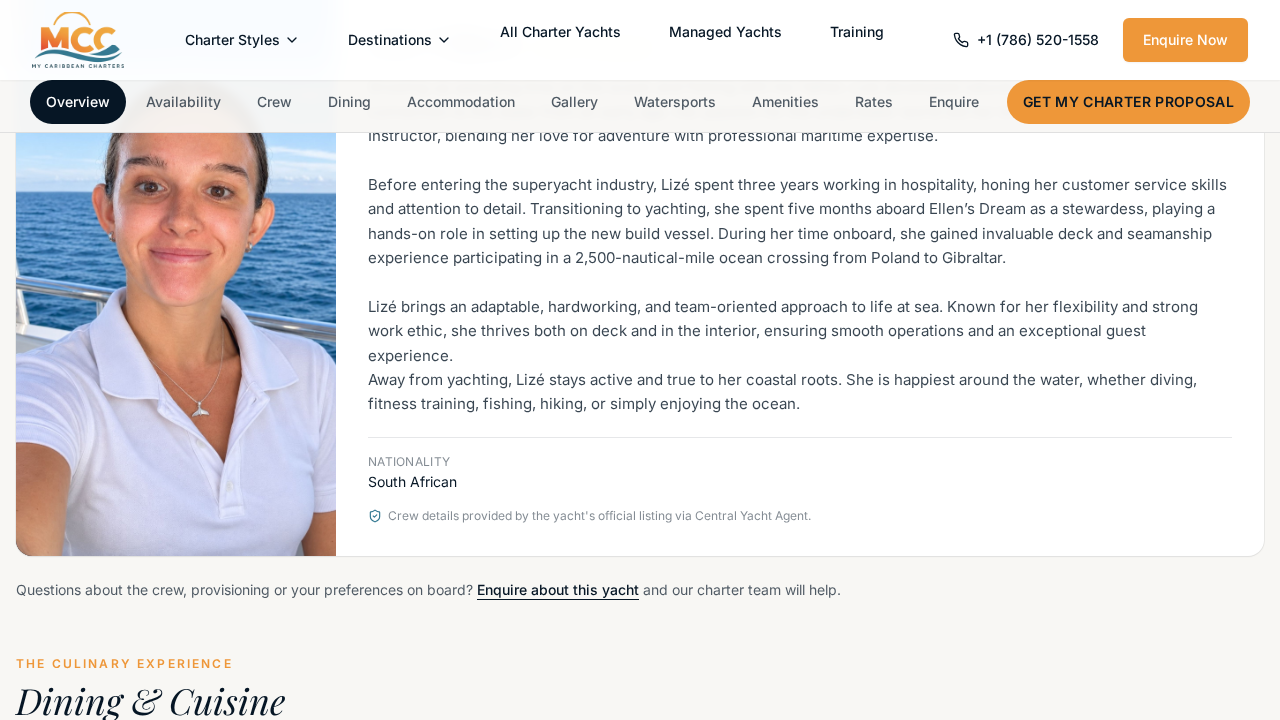 MCC
MY CARIBBEAN CHARTERS
Charter Styles
Destinations
All Charter Yachts
Managed Yachts
Training
+1 (786) 520-1558
Enquire Now
Overview
Availability
Crew
Dining
Accommodation
Gallery
Watersports
Amenities
Rates
Enquire
GET MY CHARTER PROPOSAL
Instructor, blending her love for adventure with professional maritime expertise.
Before entering the superyacht industry, Lizé spent three years working in hospitality, honing her customer service skills
and attention to detail. Transitioning to yachting, she spent five months aboard Ellen’s Dream as a stewardess, playing a
hands-on role in setting up the new build vessel. During her time onboard, she gained invaluable deck and seamanship
experience participating in a 2,500-nautical-mile ocean crossing from Poland to Gibraltar.
Lizé brings an adaptable, hardworking, and team-oriented approach to life at sea. Known for her flexibility and strong
work ethic, she thrives both on deck and in the interior, ensuring smooth operations and an exceptional guest
experience.
Away from yachting, Lizé stays active and true to her coastal roots. She is happiest around the water, whether diving,
fitness training, fishing, hiking, or simply enjoying the ocean.
NATIONALITY
South African
Crew details provided by the yacht's official listing via Central Yacht Agent.
Questions about the crew, provisioning or your preferences on board? Enquire about this yacht and our charter team will help.
THE CULINARY EXPERIENCE
Dining & Cuisine